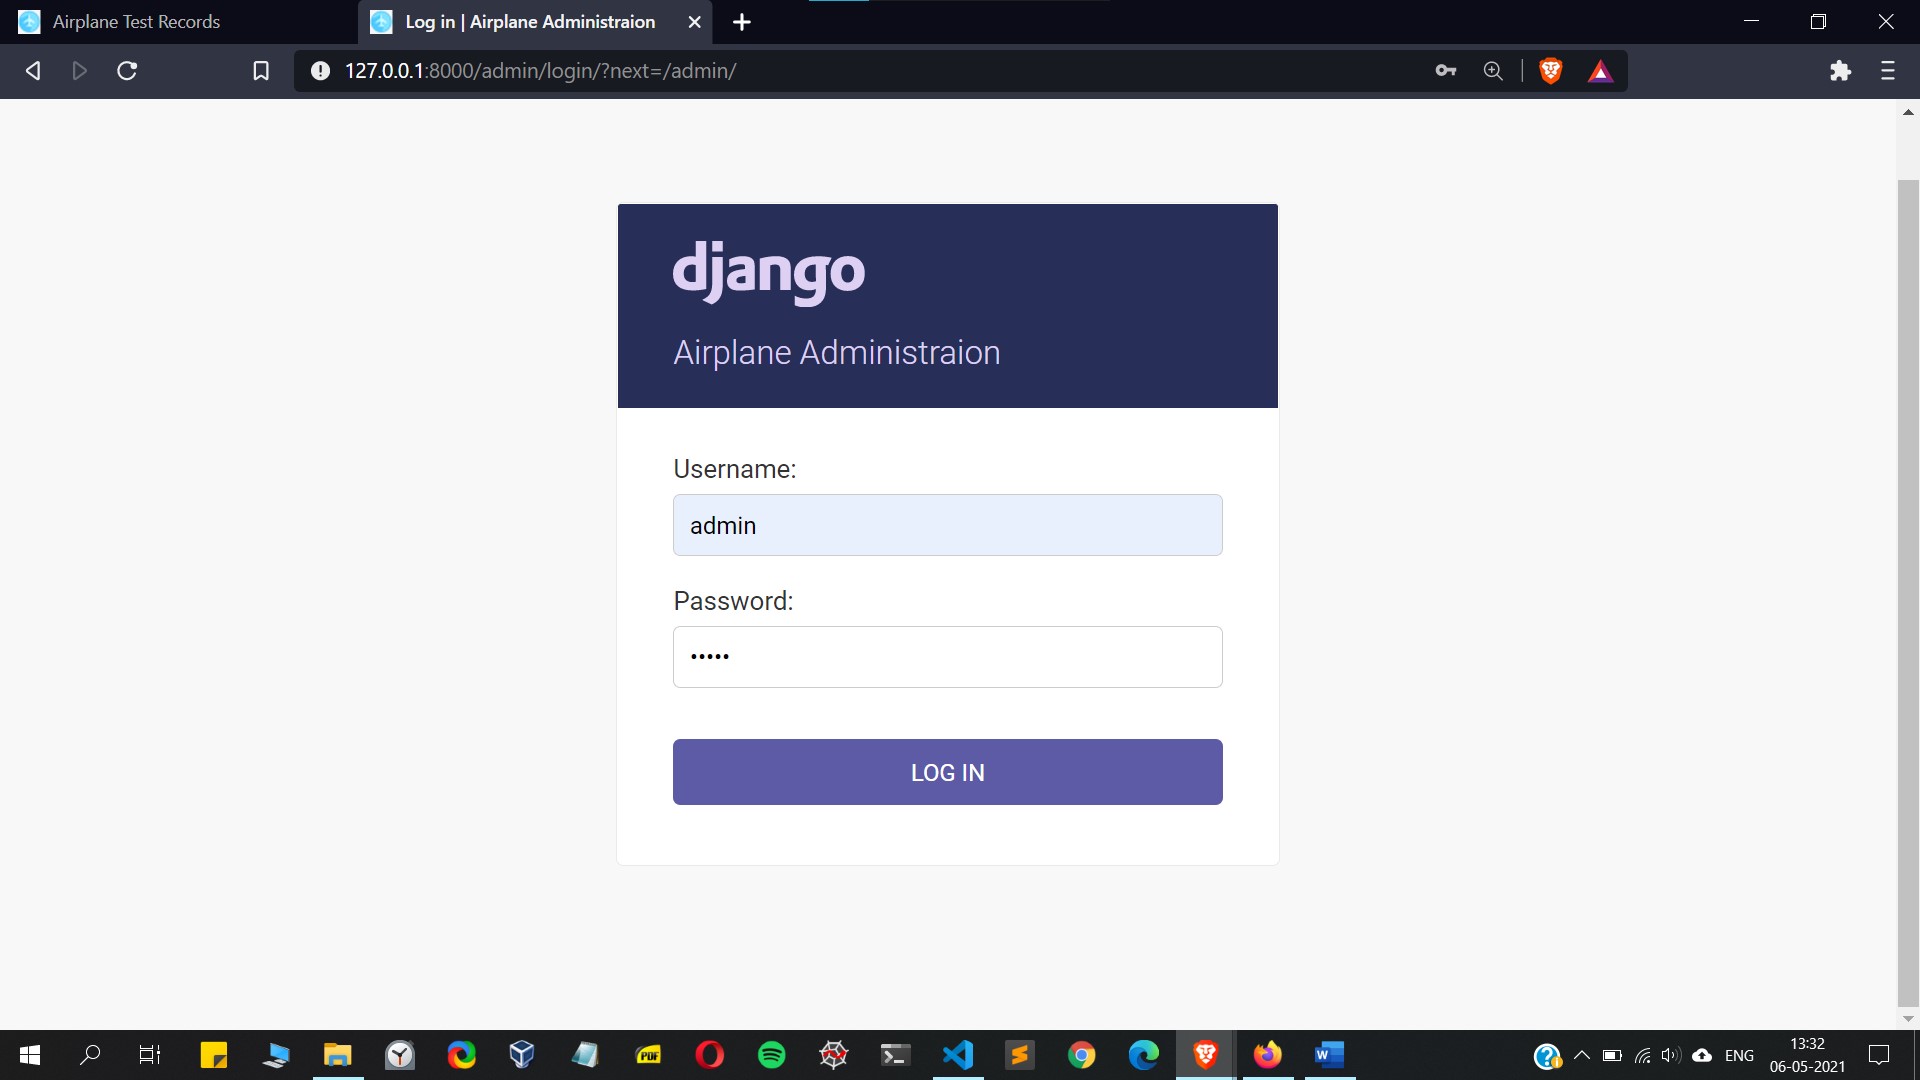 Airplane Test Records
Log in | Airplane Administraion
127.0.0.1:8000/admin/login/?next=/admin/
django
Airplane Administraion
Username:
admin
Password:
•••••
LOG IN
PDF
W
ENG
13:32
06-05-2021